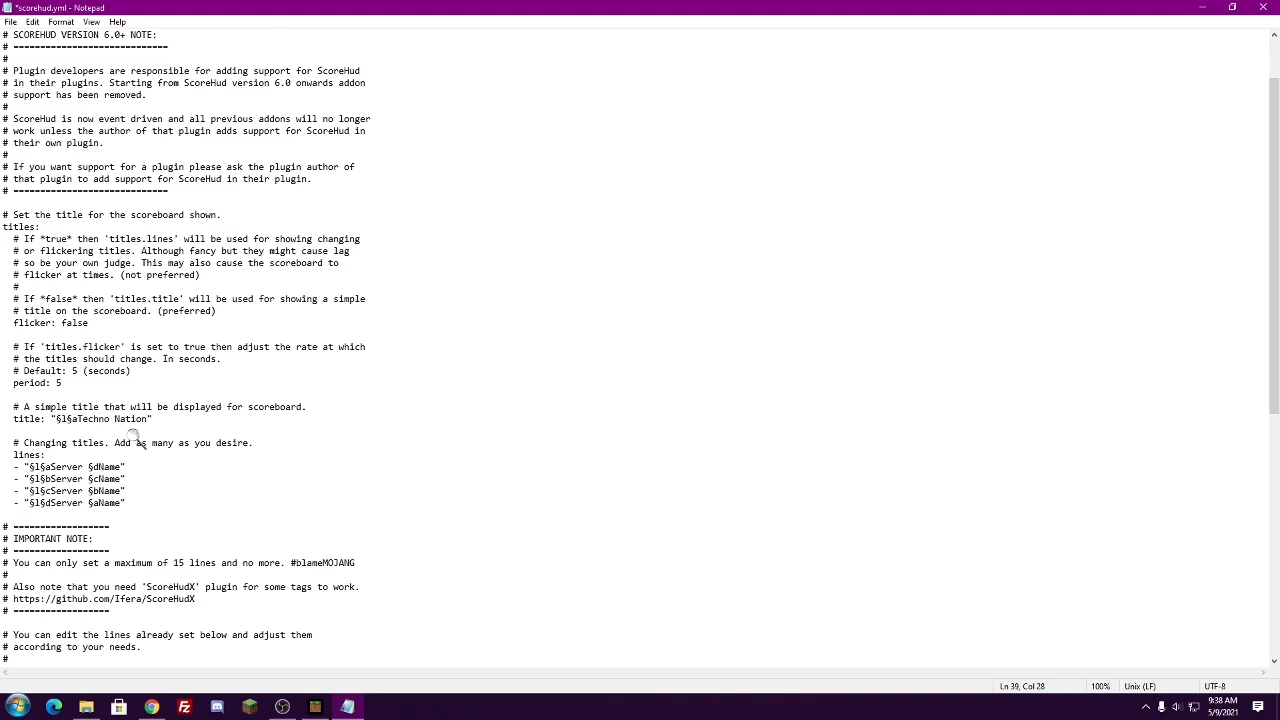 *scorehud.yml - Notepad
File Edit Format View Help
# SCOREHUD VERSION 6.0+ NOTE:
# -----------------------------
#
# Plugin developers are responsible for adding support for ScoreHud
# in their plugins. Starting from ScoreHud version 6.0 onwards addon
# support has been removed.
#
# ScoreHud is now event driven and all previous addons will no longer
# work unless the author of that plugin adds support for ScoreHud in
# their own plugin.
#
# If you want support for a plugin please ask the plugin author of
# that plugin to add support for ScoreHud in their plugin.
# -----------------------------
# Set the title for the scoreboard shown.
titles:
# If *true* then 'titles.lines' will be used for showing changing
# or flickering titles. Although fancy but they might cause lag
# so be your own judge. This may also cause the scoreboard to
# flicker at times. (not preferred)
#
# If *false* then 'titles.title' will be used for showing a simple
# title on the scoreboard. (preferred)
flicker: false
# If 'titles.flicker' is set to true then adjust the rate at which
# the titles should change. In seconds.
# Default: 5 (seconds)
period: 5
# A simple title that will be displayed for scoreboard.
title: "§l§aTechno Nation"
# Changing titles. Add as many as you desire.
lines:
- "§l§aServer §dName"
- "§l§bServer §cName"
- "§l§cServer §bName"
- "§l§dServer §aName"
# ------------------
# IMPORTANT NOTE:
# ------------------
# You can only set a maximum of 15 lines and no more. #blameMOJANG
#
# Also note that you need 'ScoreHudX' plugin for some tags to work.
# https://github.com/Ifera/ScoreHudX
# ------------------
# You can edit the lines already set below and adjust them
# according to your needs.
#
Ln 39, Col 28 100% Unix (LF) UTF-8
9:38 AM
5/9/2021